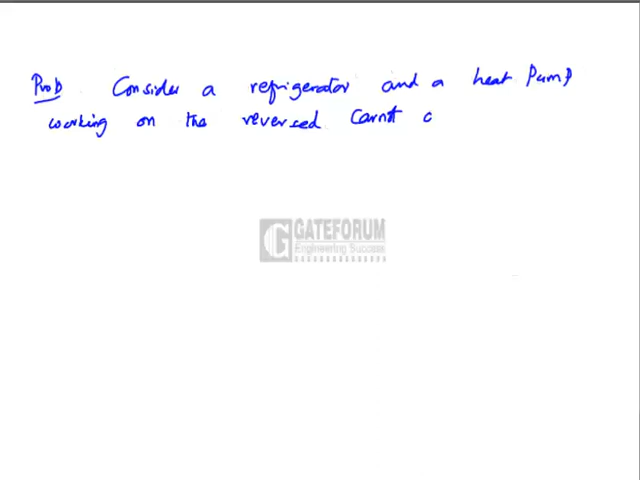 Prob Consider a refrigerator and a heat Pump
working on the reversed Carnot c
GATEFORUM
Engineering Success